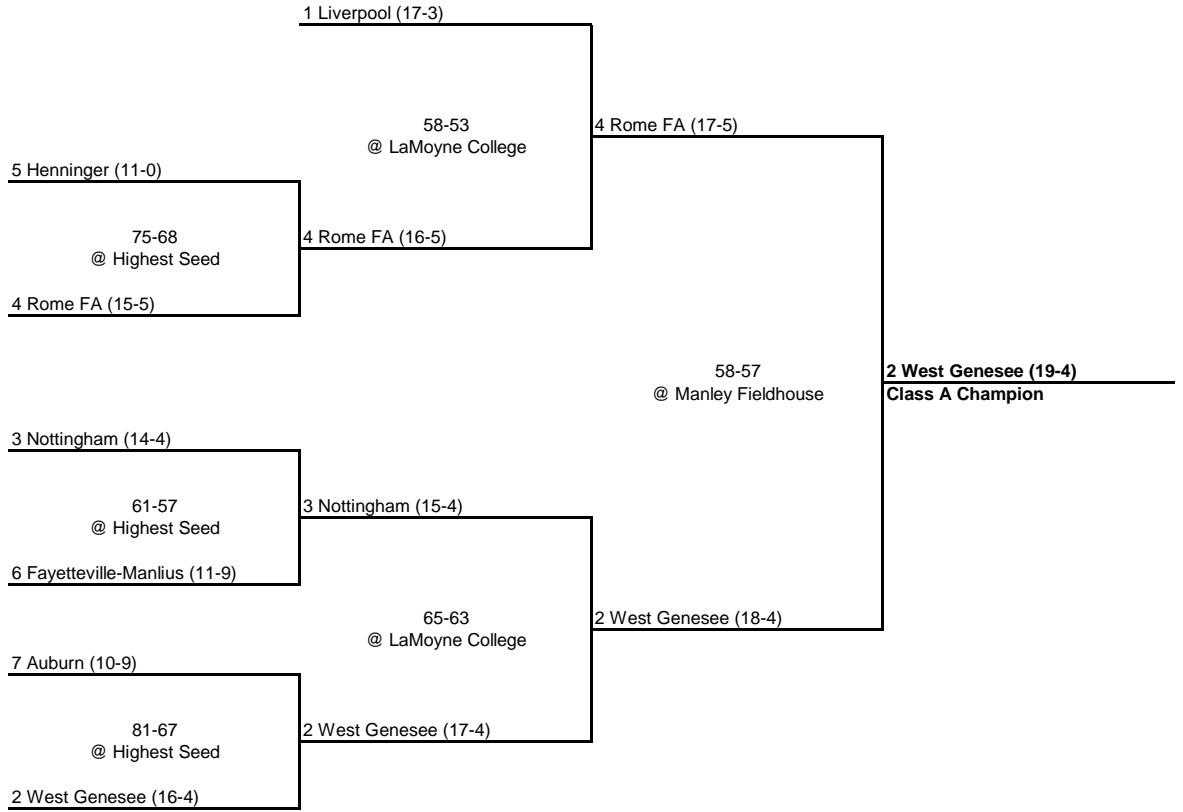 1 Liverpool (17-3)
58-53
@ LaMoyne College
4 Rome FA (17-5)
5 Henninger (11-0)
75-68
@ Highest Seed
4 Rome FA (16-5)
4 Rome FA (15-5)
58-57
@ Manley Fieldhouse
2 West Genesee (19-4)
Class A Champion
3 Nottingham (14-4)
61-57
@ Highest Seed
3 Nottingham (15-4)
6 Fayetteville-Manlius (11-9)
65-63
@ LaMoyne College
2 West Genesee (18-4)
7 Auburn (10-9)
81-67
@ Highest Seed
2 West Genesee (17-4)
2 West Genesee (16-4)